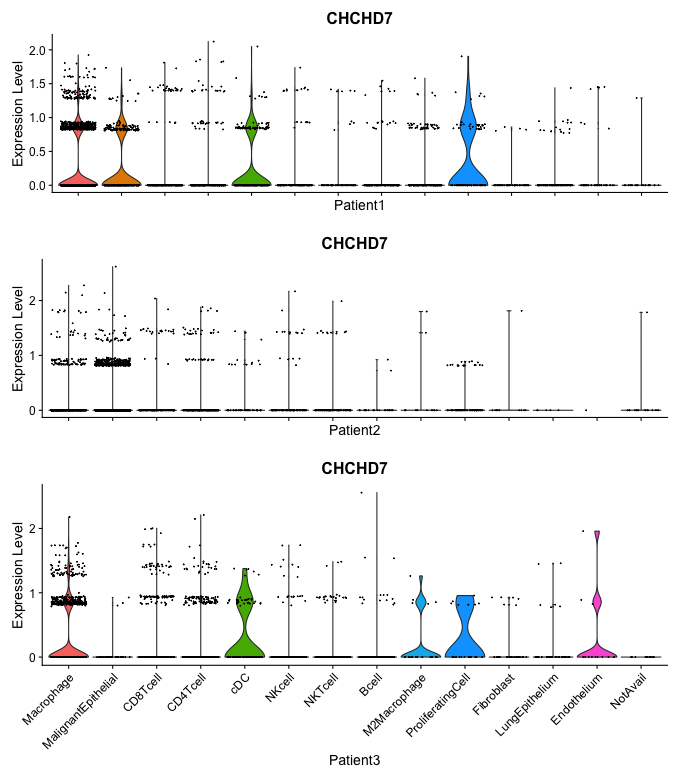 CHCHD7
2.0
1.5
1.0
0.5
0.0
Expression Level
Patient1
CHCHD7
2
1
0
Expression Level
Patient2
CHCHD7
2
1
0
Expression Level
Macrophage
MalignantEpithelial
CD8Tcell
CD4Tcell
cDC
NKcell
NKTcell
Bcell
M2Macrophage
ProliferatingCell
Fibroblast
LungEpithelium
Endothelium
NotAvail
Patient3